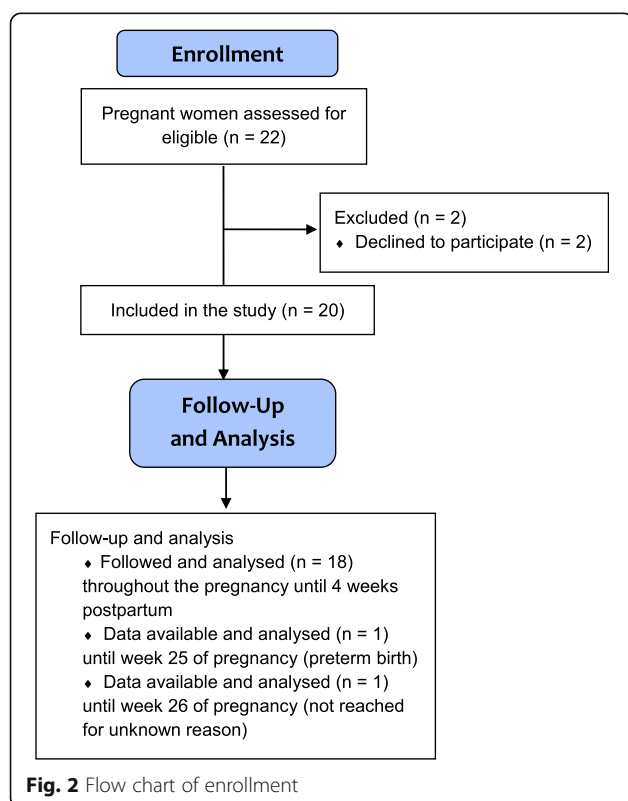 Enrollment
Pregnant women assessed for
eligible (n = 22)
Excluded (n = 2)
♦ Declined to participate (n = 2)
Included in the study (n = 20)
Follow-Up
and Analysis
Follow-up and analysis
♦ Followed and analysed (n = 18)
throughout the pregnancy until 4 weeks
postpartum
♦ Data available and analysed (n = 1)
until week 25 of pregnancy (preterm birth)
♦ Data available and analysed (n = 1)
until week 26 of pregnancy (not reached
for unknown reason)
Fig. 2 Flow chart of enrollment